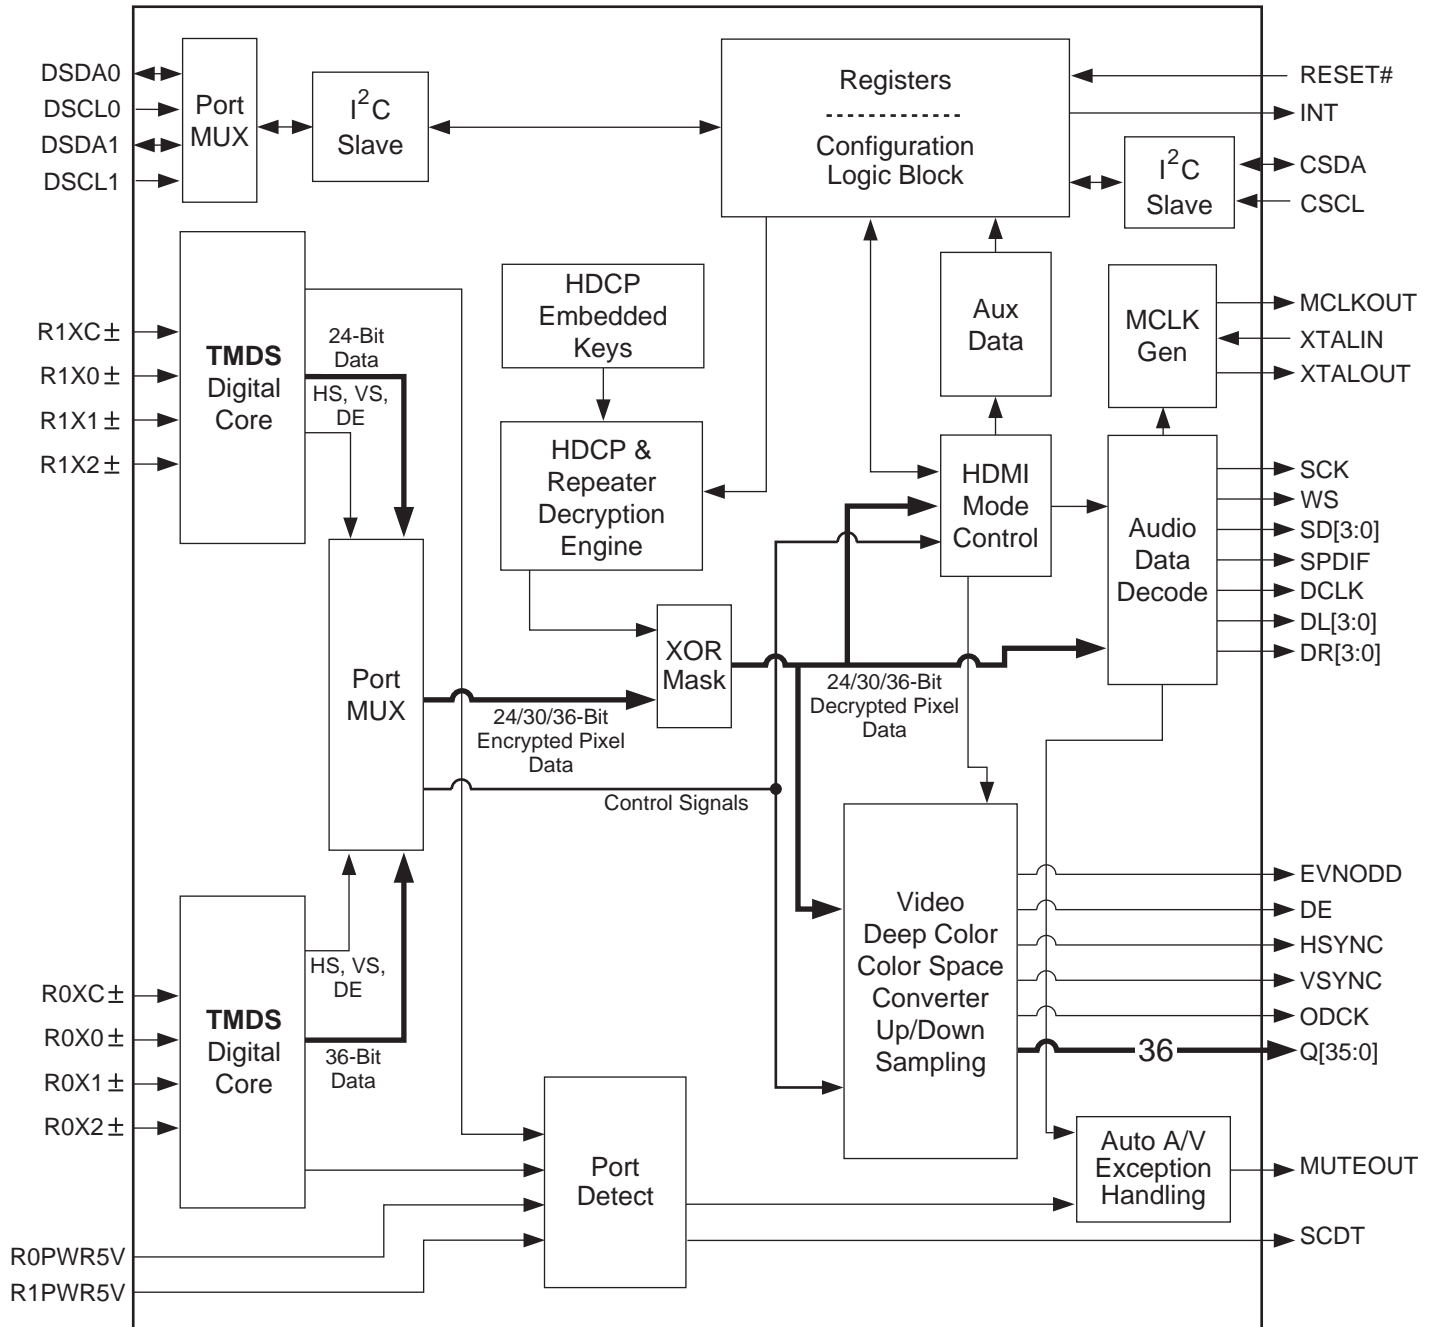 DSDA0
DSCL0
DSDA1
DSCL1
Port
MUX
I²C
Slave
Registers
Configuration
Logic Block
I²C
Slave
RESET#
INT
CSDA
CSCL
R1XC±
R1X0±
R1X1±
R1X2±
TMDS
Digital
Core
24-Bit
Data
HS, VS,
DE
HDCP
Embedded
Keys
HDCP &
Repeater
Decryption
Engine
Aux
Data
MCLK
Gen
MCLKOUT
XTALIN
XTALOUT
HDMI
Mode
Control
Audio
Data
Decode
SCK
WS
SD[3:0]
SPDIF
DCLK
DL[3:0]
DR[3:0]
Port
MUX
XOR
Mask
24/30/36-Bit
Encrypted Pixel
Data
24/30/36-Bit
Decrypted Pixel
Data
Control Signals
R0XC±
R0X0±
R0X1±
R0X2±
TMDS
Digital
Core
HS, VS,
DE
36-Bit
Data
Video
Deep Color
Color Space
Converter
Up/Down
Sampling
EVNODD
DE
HSYNC
VSYNC
ODCK
36
Q[35:0]
Port
Detect
Auto A/V
Exception
Handling
MUTEOUT
SCDT
R0PWR5V
R1PWR5V